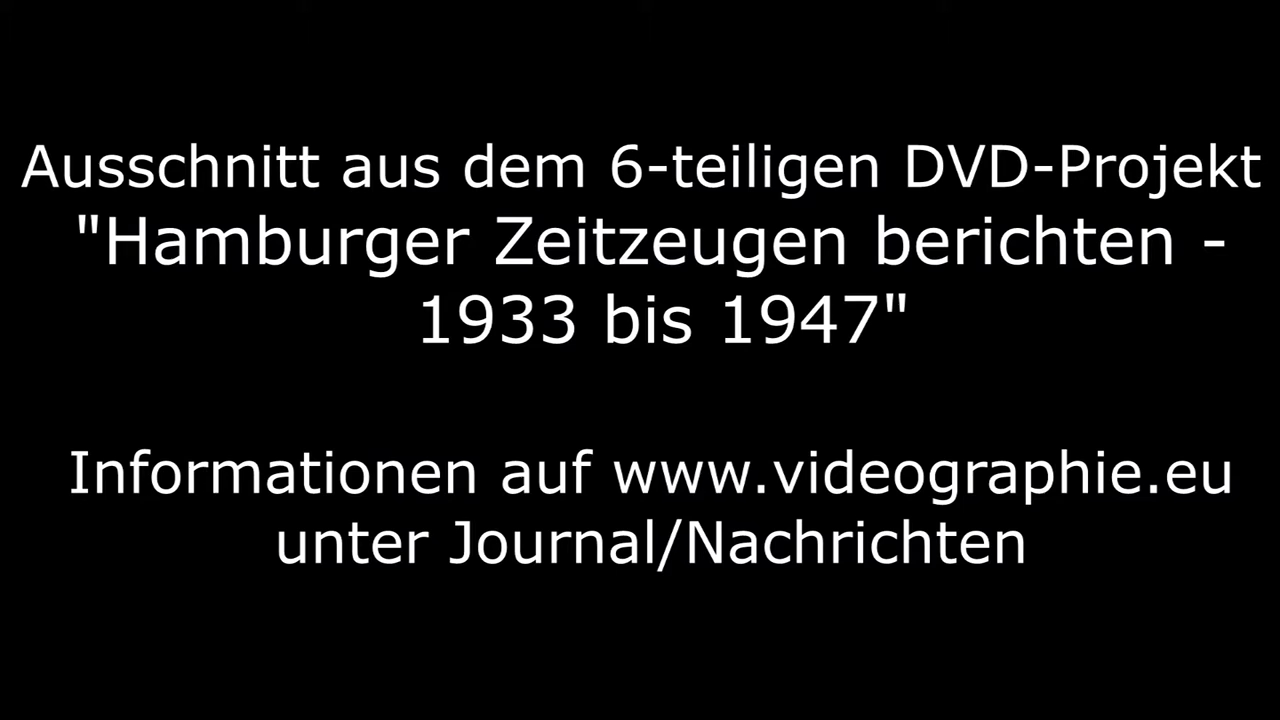 Ausschnitt aus dem 6-teiligen DVD-Projekt
"Hamburger Zeitzeugen berichten -
1933 bis 1947"
Informationen auf www.videographie.eu
unter Journal/Nachrichten